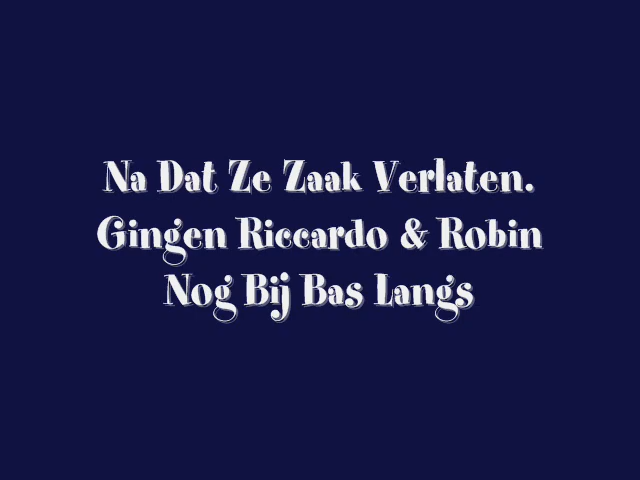 Na Dat Ze Zaak Verlaten.
Gingen Riccardo & Robin
Nog Bij Bas Langs